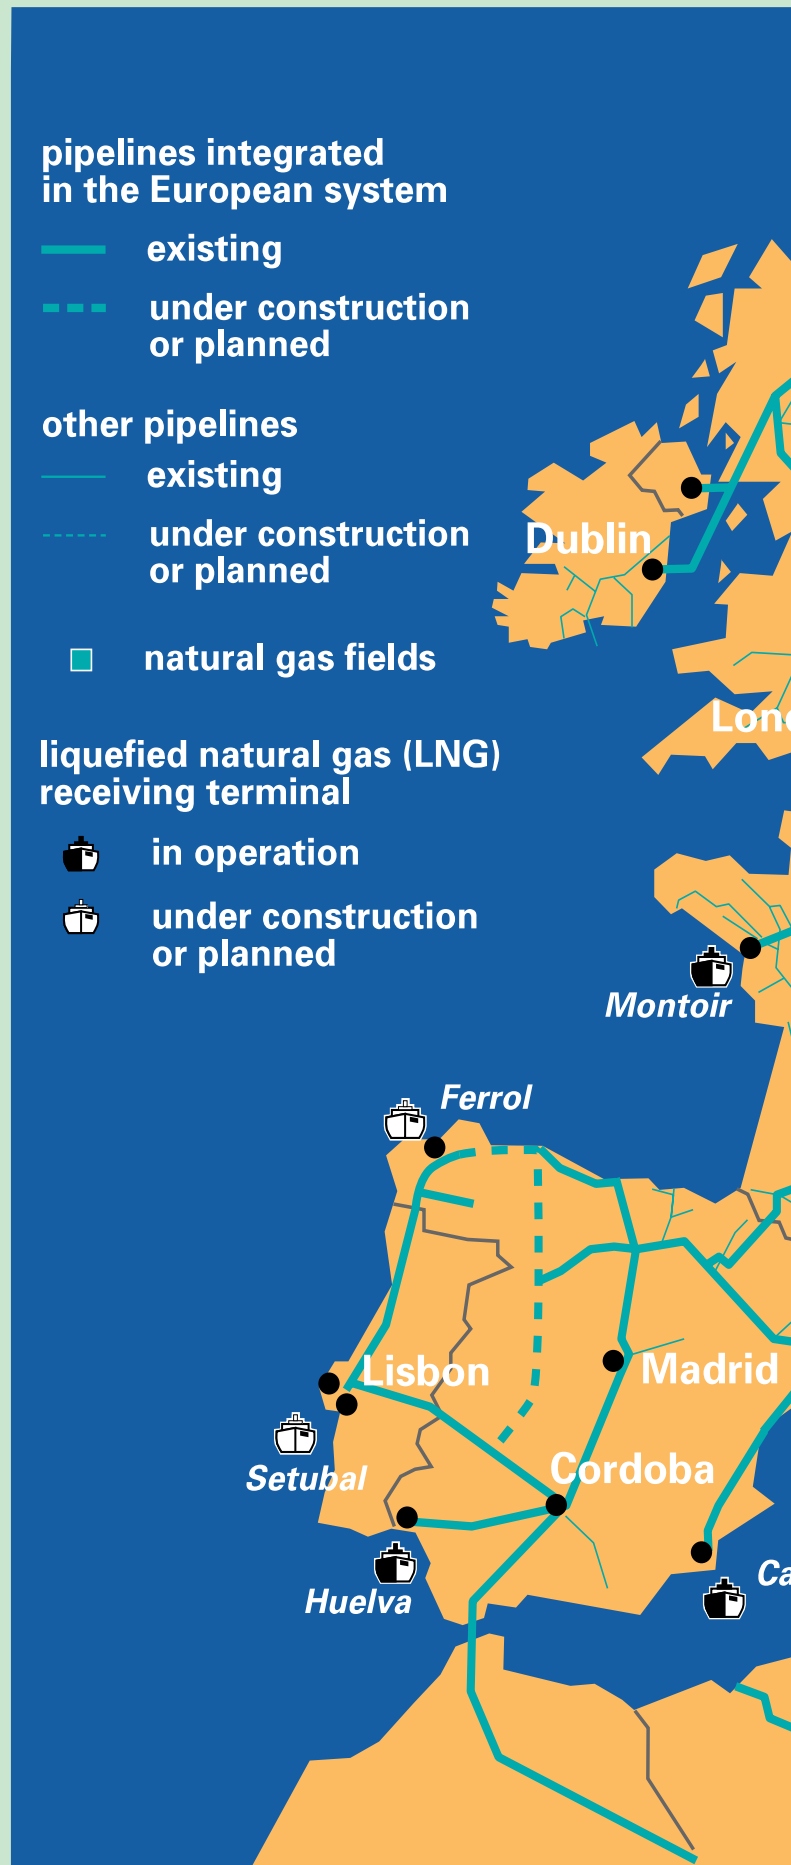 pipelines integrated
in the European system
existing
under construction
or planned
other pipelines
existing
under construction
or planned
natural gas fields
liquefied natural gas (LNG)
receiving terminal
in operation
under construction
or planned
Dublin
Montoir
Ferrol
Lisbon
Madrid
Setubal
Cordoba
Huelva